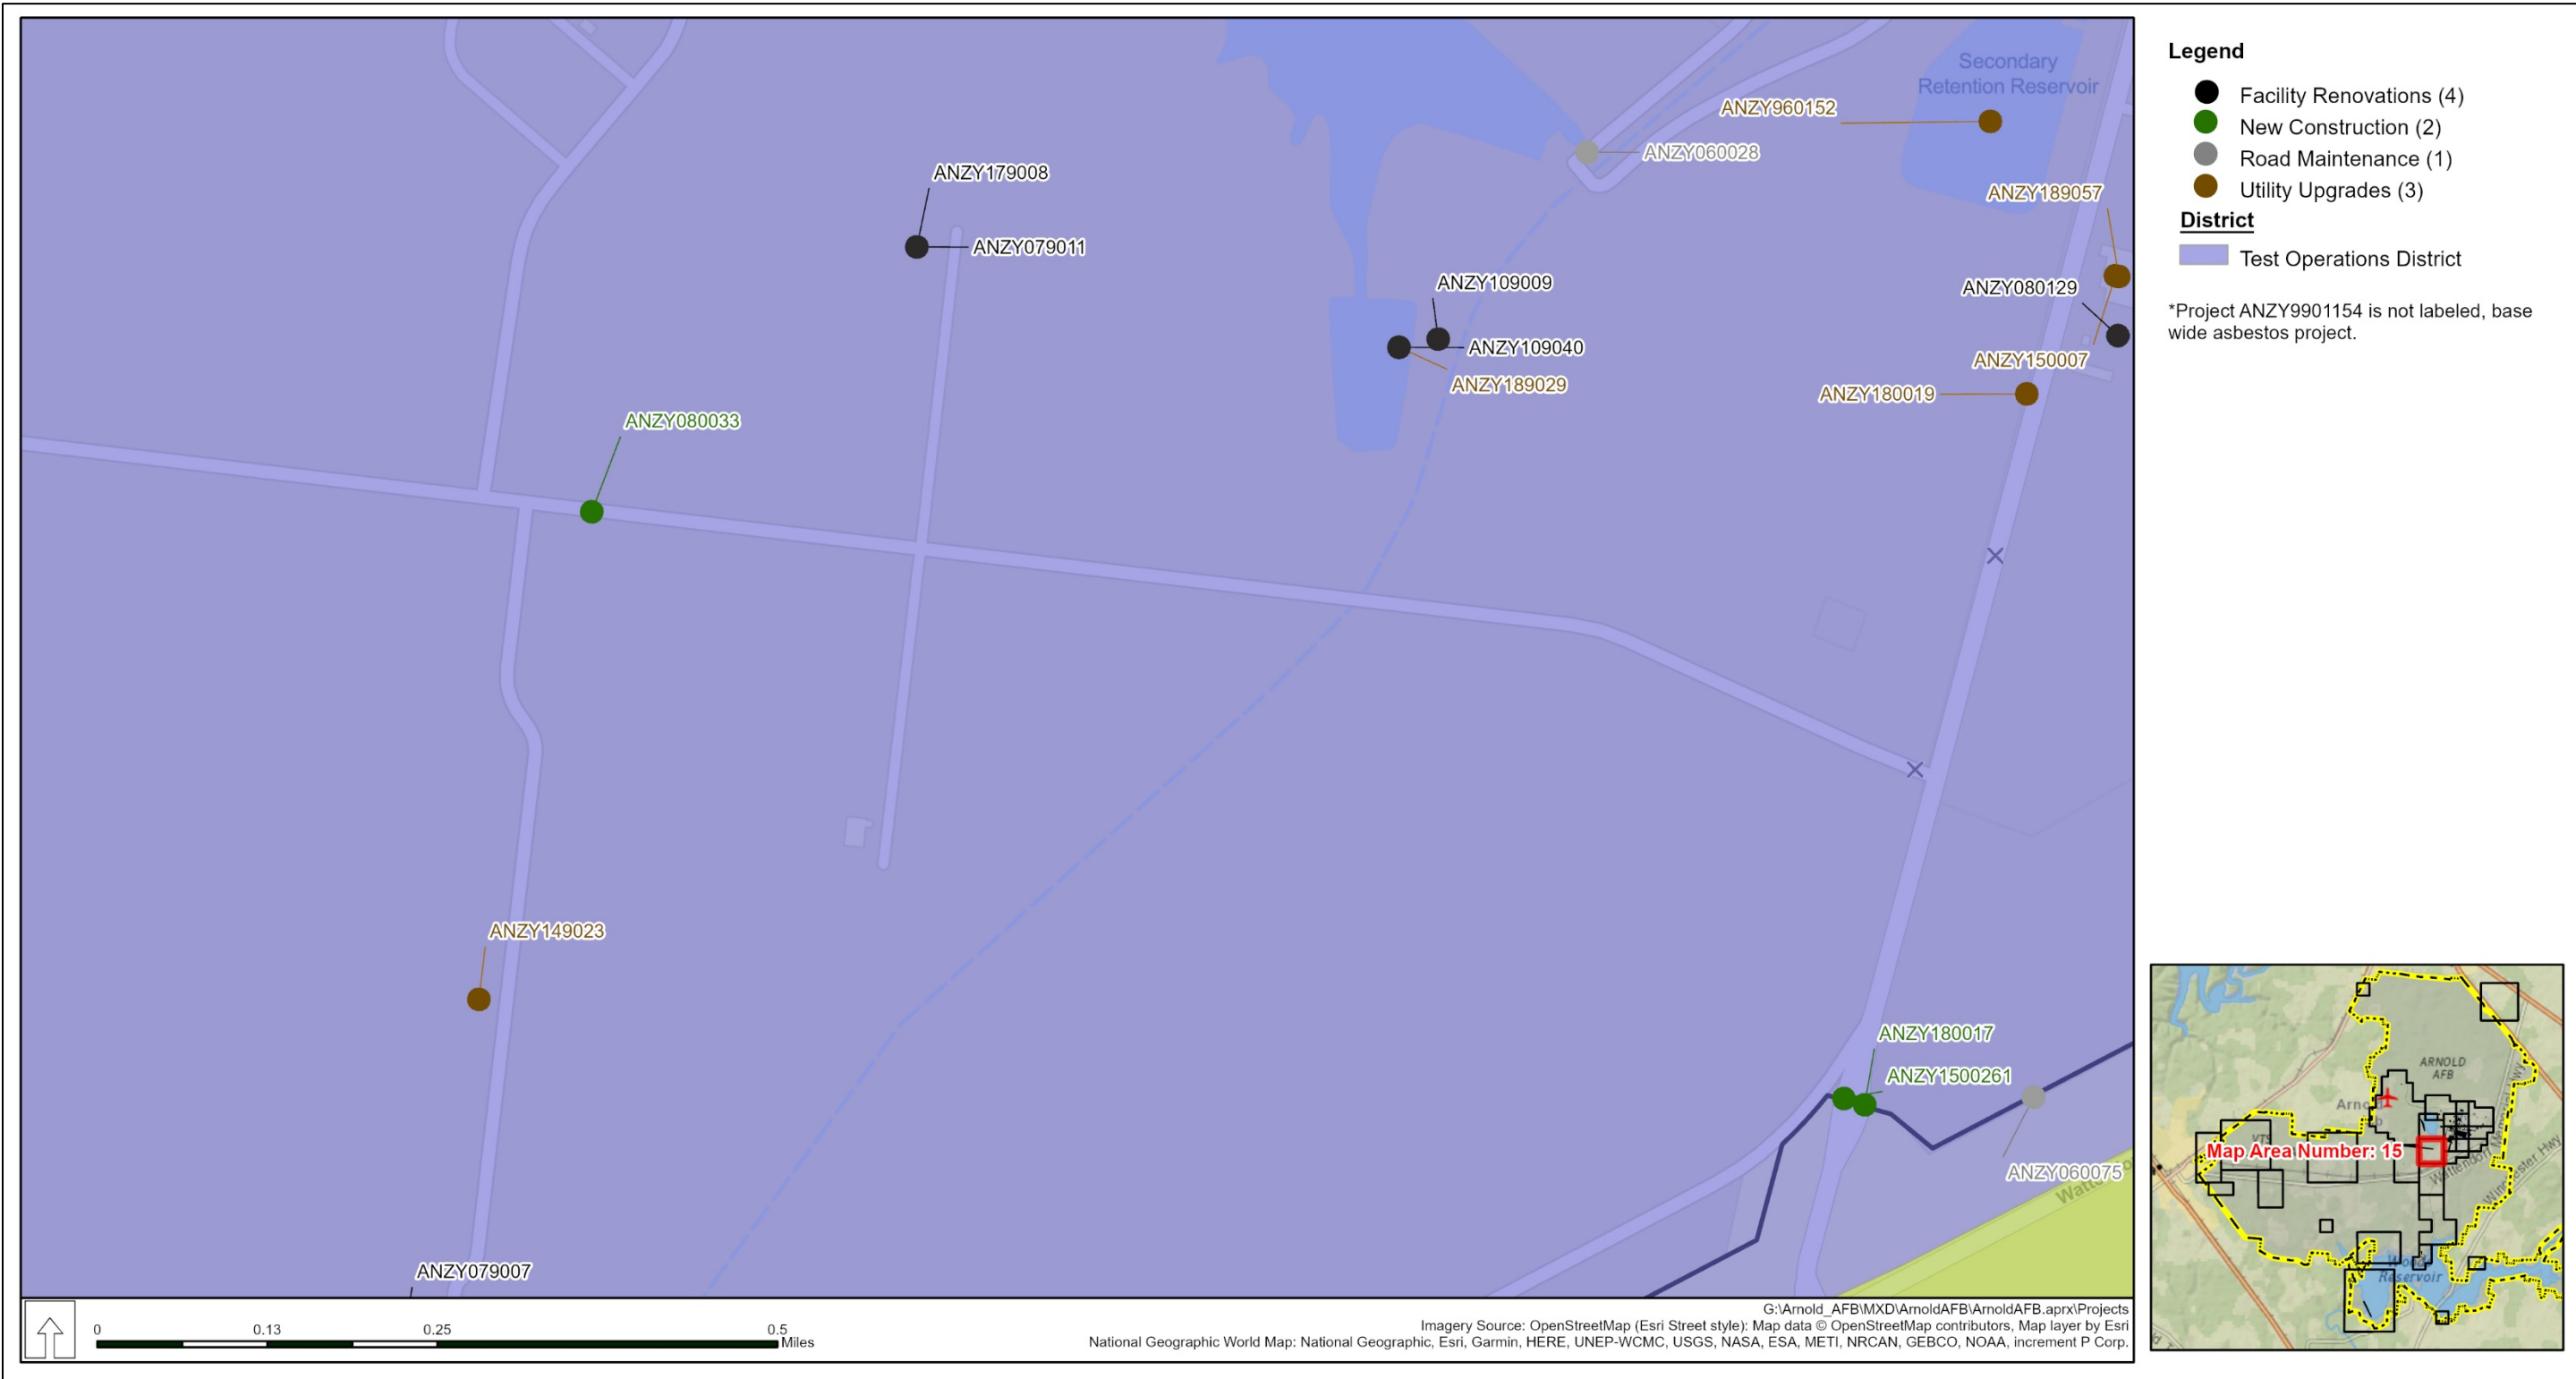 Secondary
Retention Reservoir
ANZY960152
ANZY060028
ANZY179008
ANZY189057
ANZY079011
ANZY109009
ANZY080129
ANZY109040
ANZY150007
ANZY189029
ANZY180019
ANZY080033
ANZY149023
ANZY180017
ANZY1500261
ANZY060075
ANZY079007
Legend
Facility Renovations (4)
New Construction (2)
Road Maintenance (1)
Utility Upgrades (3)
District
Test Operations District
*Project ANZY9901154 is not labeled, base
wide asbestos project.
ARNOLD
AFB
Map Area Number: 15
Woods
Reservoir
0 0.13 0.25 0.5
Miles
G:\Arnold_AFB\MXD\ArnoldAFB\ArnoldAFB.aprx\Projects
Imagery Source: OpenStreetMap (Esri Street style): Map data © OpenStreetMap contributors, Map layer by Esri
National Geographic World Map: National Geographic, Esri, Garmin, HERE, UNEP-WCMC, USGS, NASA, ESA, METI, NRCAN, GEBCO, NOAA, increment P Corp.